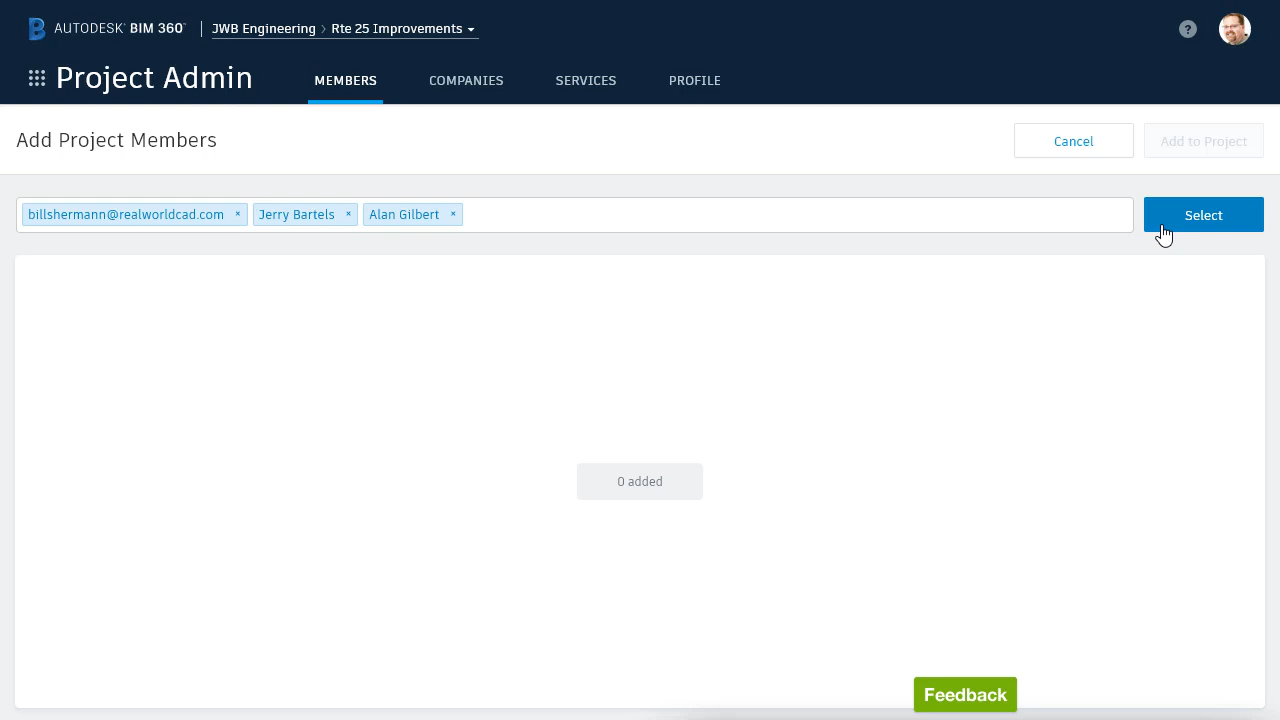 AUTODESK® BIM 360™ JWB Engineering › Rte 25 Improvements
?
Project Admin MEMBERS COMPANIES SERVICES PROFILE
Add Project Members Cancel Add to Project
billshermann@realworldcad.com × Jerry Bartels × Alan Gilbert × Select
0 added
Feedback